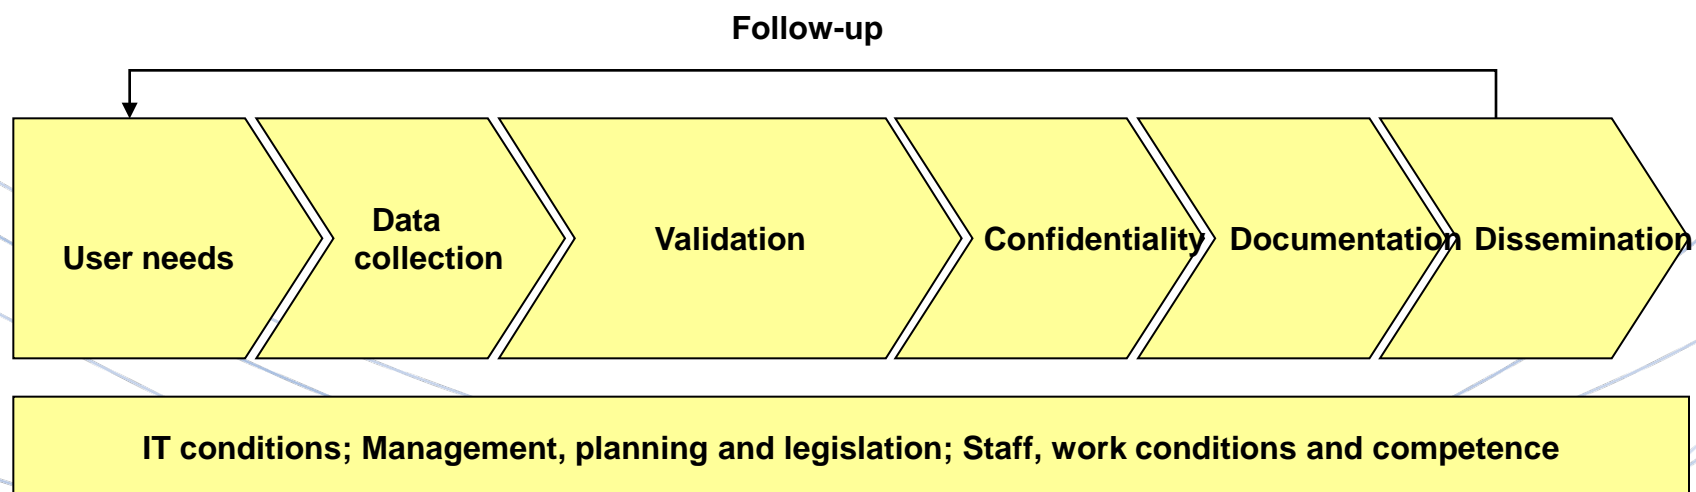 Follow-up
User needs
Data
collection
Validation
Confidentiality
Documentation
Dissemination
IT conditions; Management, planning and legislation; Staff, work conditions and competence